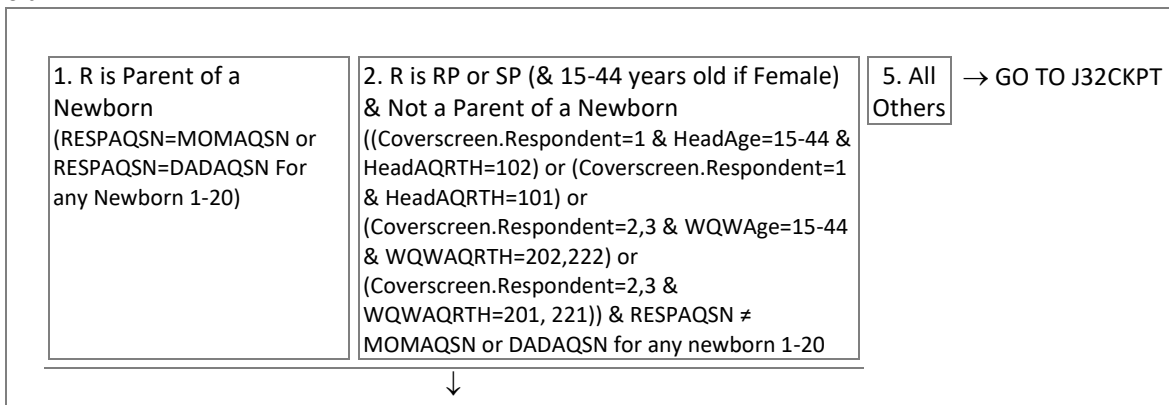 1. R is Parent of a
Newborn
(RESPAQSN=MOMAQSN or
RESPAQSN=DADAQSN For
any Newborn 1-20)
2. R is RP or SP (& 15-44 years old if Female)
& Not a Parent of a Newborn
((Coverscreen.Respondent=1 & HeadAge=15-44 &
HeadAQRTH=102) or (Coverscreen.Respondent=1
& HeadAQRTH=101) or
(Coverscreen.Respondent=2,3 & WQWAge=15-44
& WQWAQRTH=202,222) or
(Coverscreen.Respondent=2,3 &
WQWAQRTH=201, 221)) & RESPAQSN ≠
MOMAQSN or DADAQSN for any newborn 1-20
5. All
Others
→ GO TO J32CKPT
↓